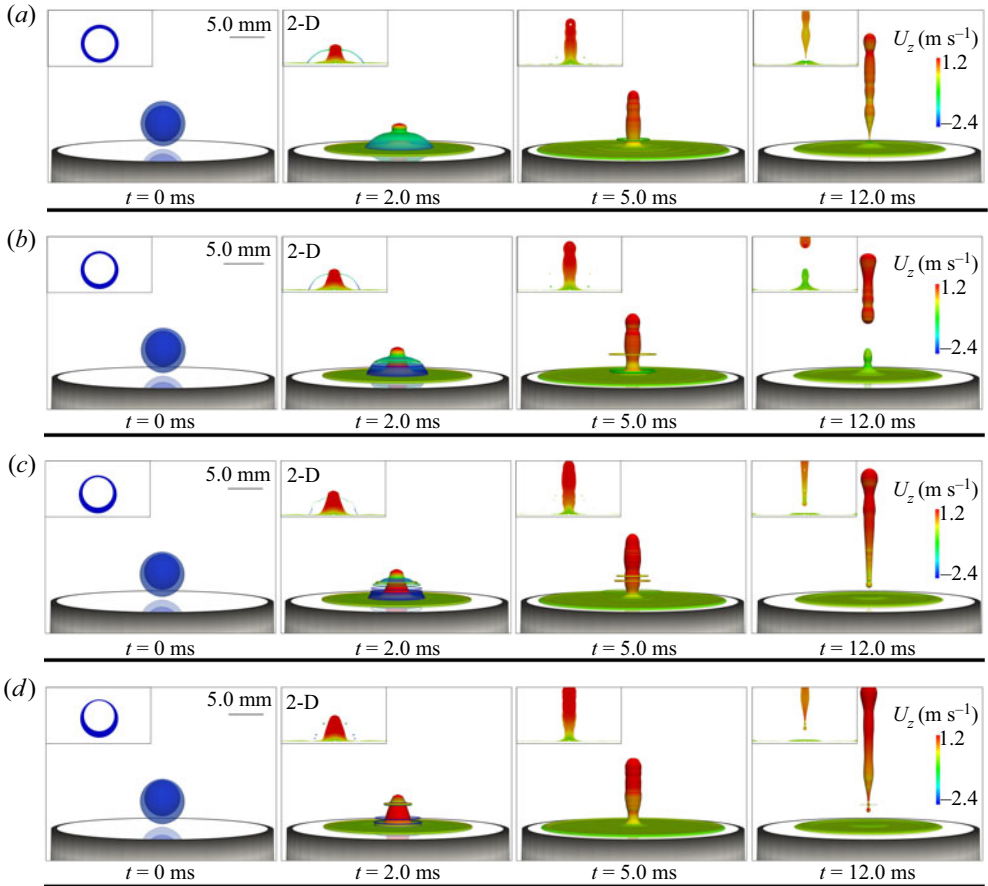 (a)
5.0 mm
2-D
U_z (m s⁻¹)
1.2
–2.4
t = 0 ms
t = 2.0 ms
t = 5.0 ms
t = 12.0 ms
(b)
5.0 mm
2-D
U_z (m s⁻¹)
1.2
–2.4
t = 0 ms
t = 2.0 ms
t = 5.0 ms
t = 12.0 ms
(c)
5.0 mm
2-D
U_z (m s⁻¹)
1.2
–2.4
t = 0 ms
t = 2.0 ms
t = 5.0 ms
t = 12.0 ms
(d)
5.0 mm
2-D
U_z (m s⁻¹)
1.2
–2.4
t = 0 ms
t = 2.0 ms
t = 5.0 ms
t = 12.0 ms